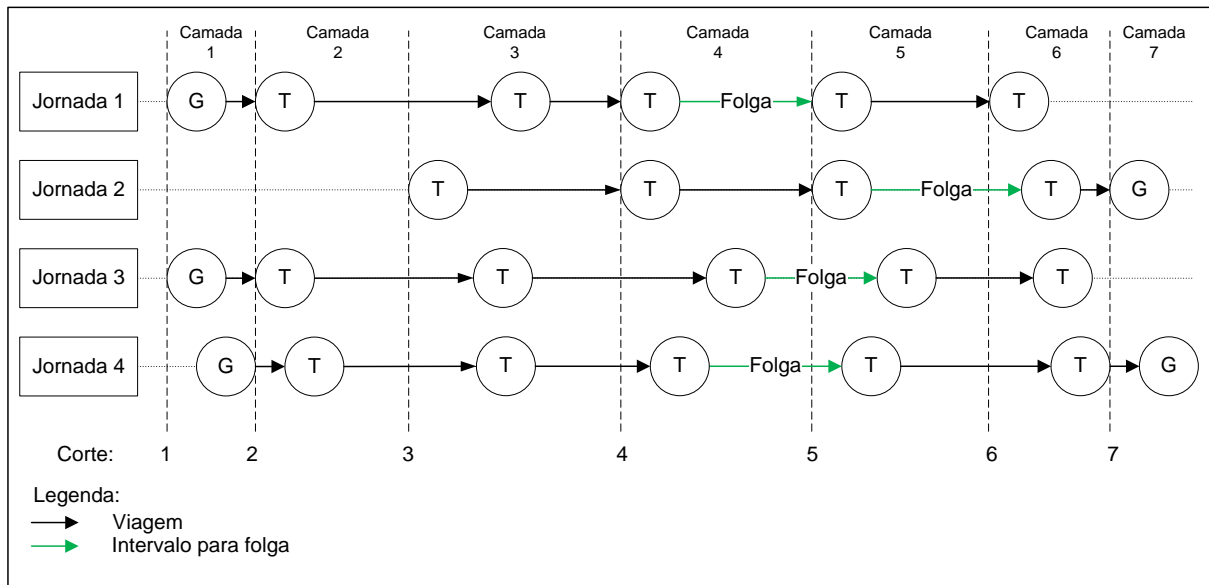 Camada Camada Camada Camada Camada Camada Camada
1 2 3 4 5 6 7
Jornada 1 G T T T Folga T T
Jornada 2 T T T Folga T G
Jornada 3 G T T T Folga T T
Jornada 4 G T T T Folga T T G
Corte: 1 2 3 4 5 6 7
Legenda:
Viagem
Intervalo para folga